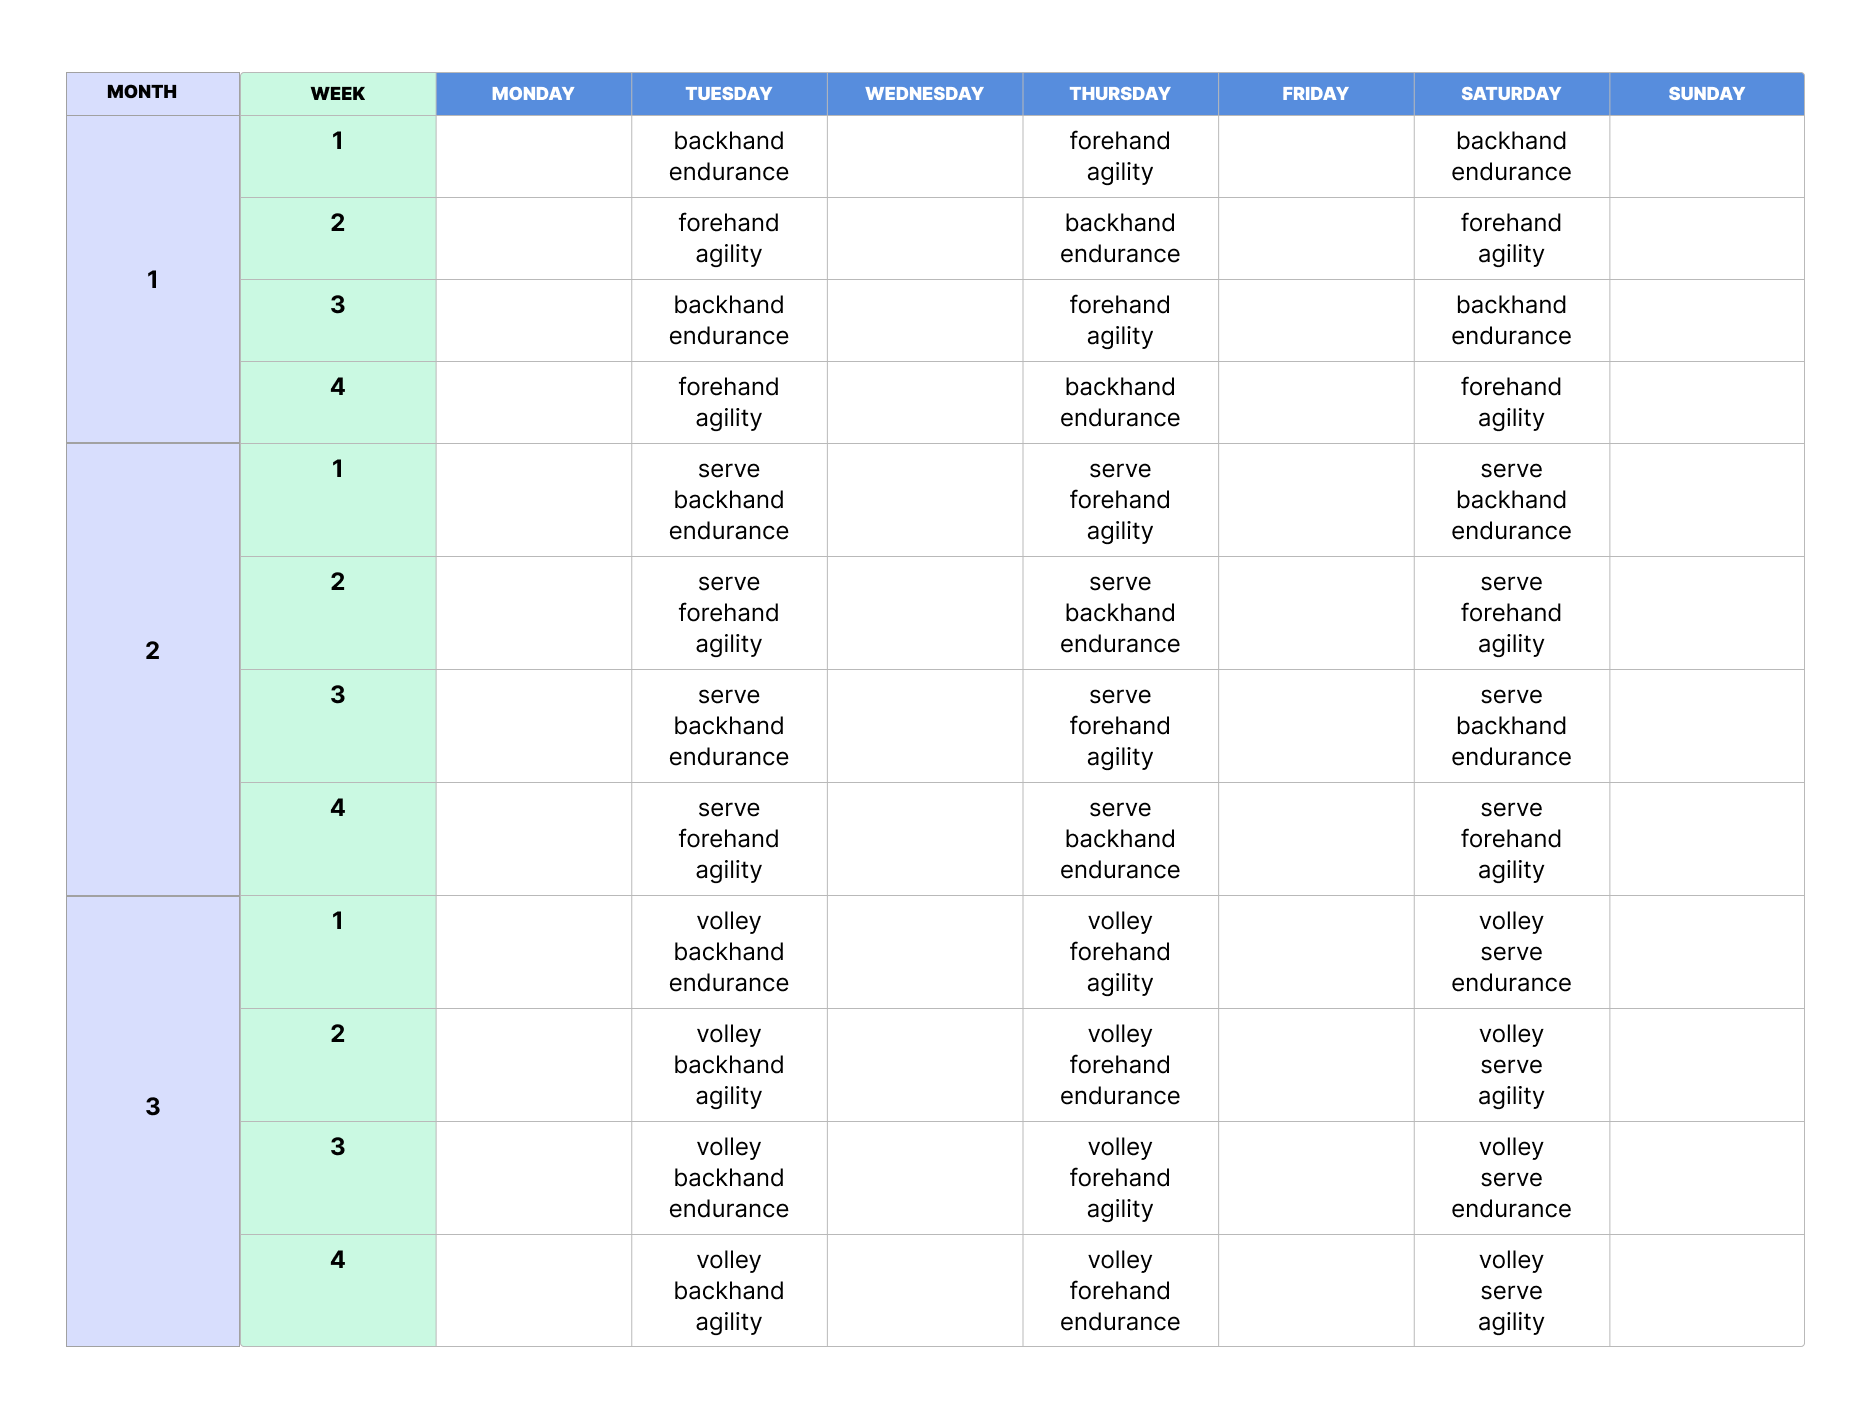 MONTH WEEK MONDAY TUESDAY WEDNESDAY THURSDAY FRIDAY SATURDAY SUNDAY
1
1 backhand forehand backhand
endurance agility endurance
2 forehand backhand forehand
agility endurance agility
3 backhand forehand backhand
endurance agility endurance
4 forehand backhand forehand
agility endurance agility
2
1 serve serve serve
backhand forehand backhand
endurance agility endurance
2 serve serve serve
forehand backhand forehand
agility endurance agility
3 serve serve serve
backhand forehand backhand
endurance agility endurance
4 serve serve serve
forehand backhand forehand
agility endurance agility
3
1 volley volley volley
backhand forehand serve
endurance agility endurance
2 volley volley volley
backhand forehand serve
agility endurance agility
3 volley volley volley
backhand forehand serve
endurance agility endurance
4 volley volley volley
backhand forehand serve
agility endurance agility